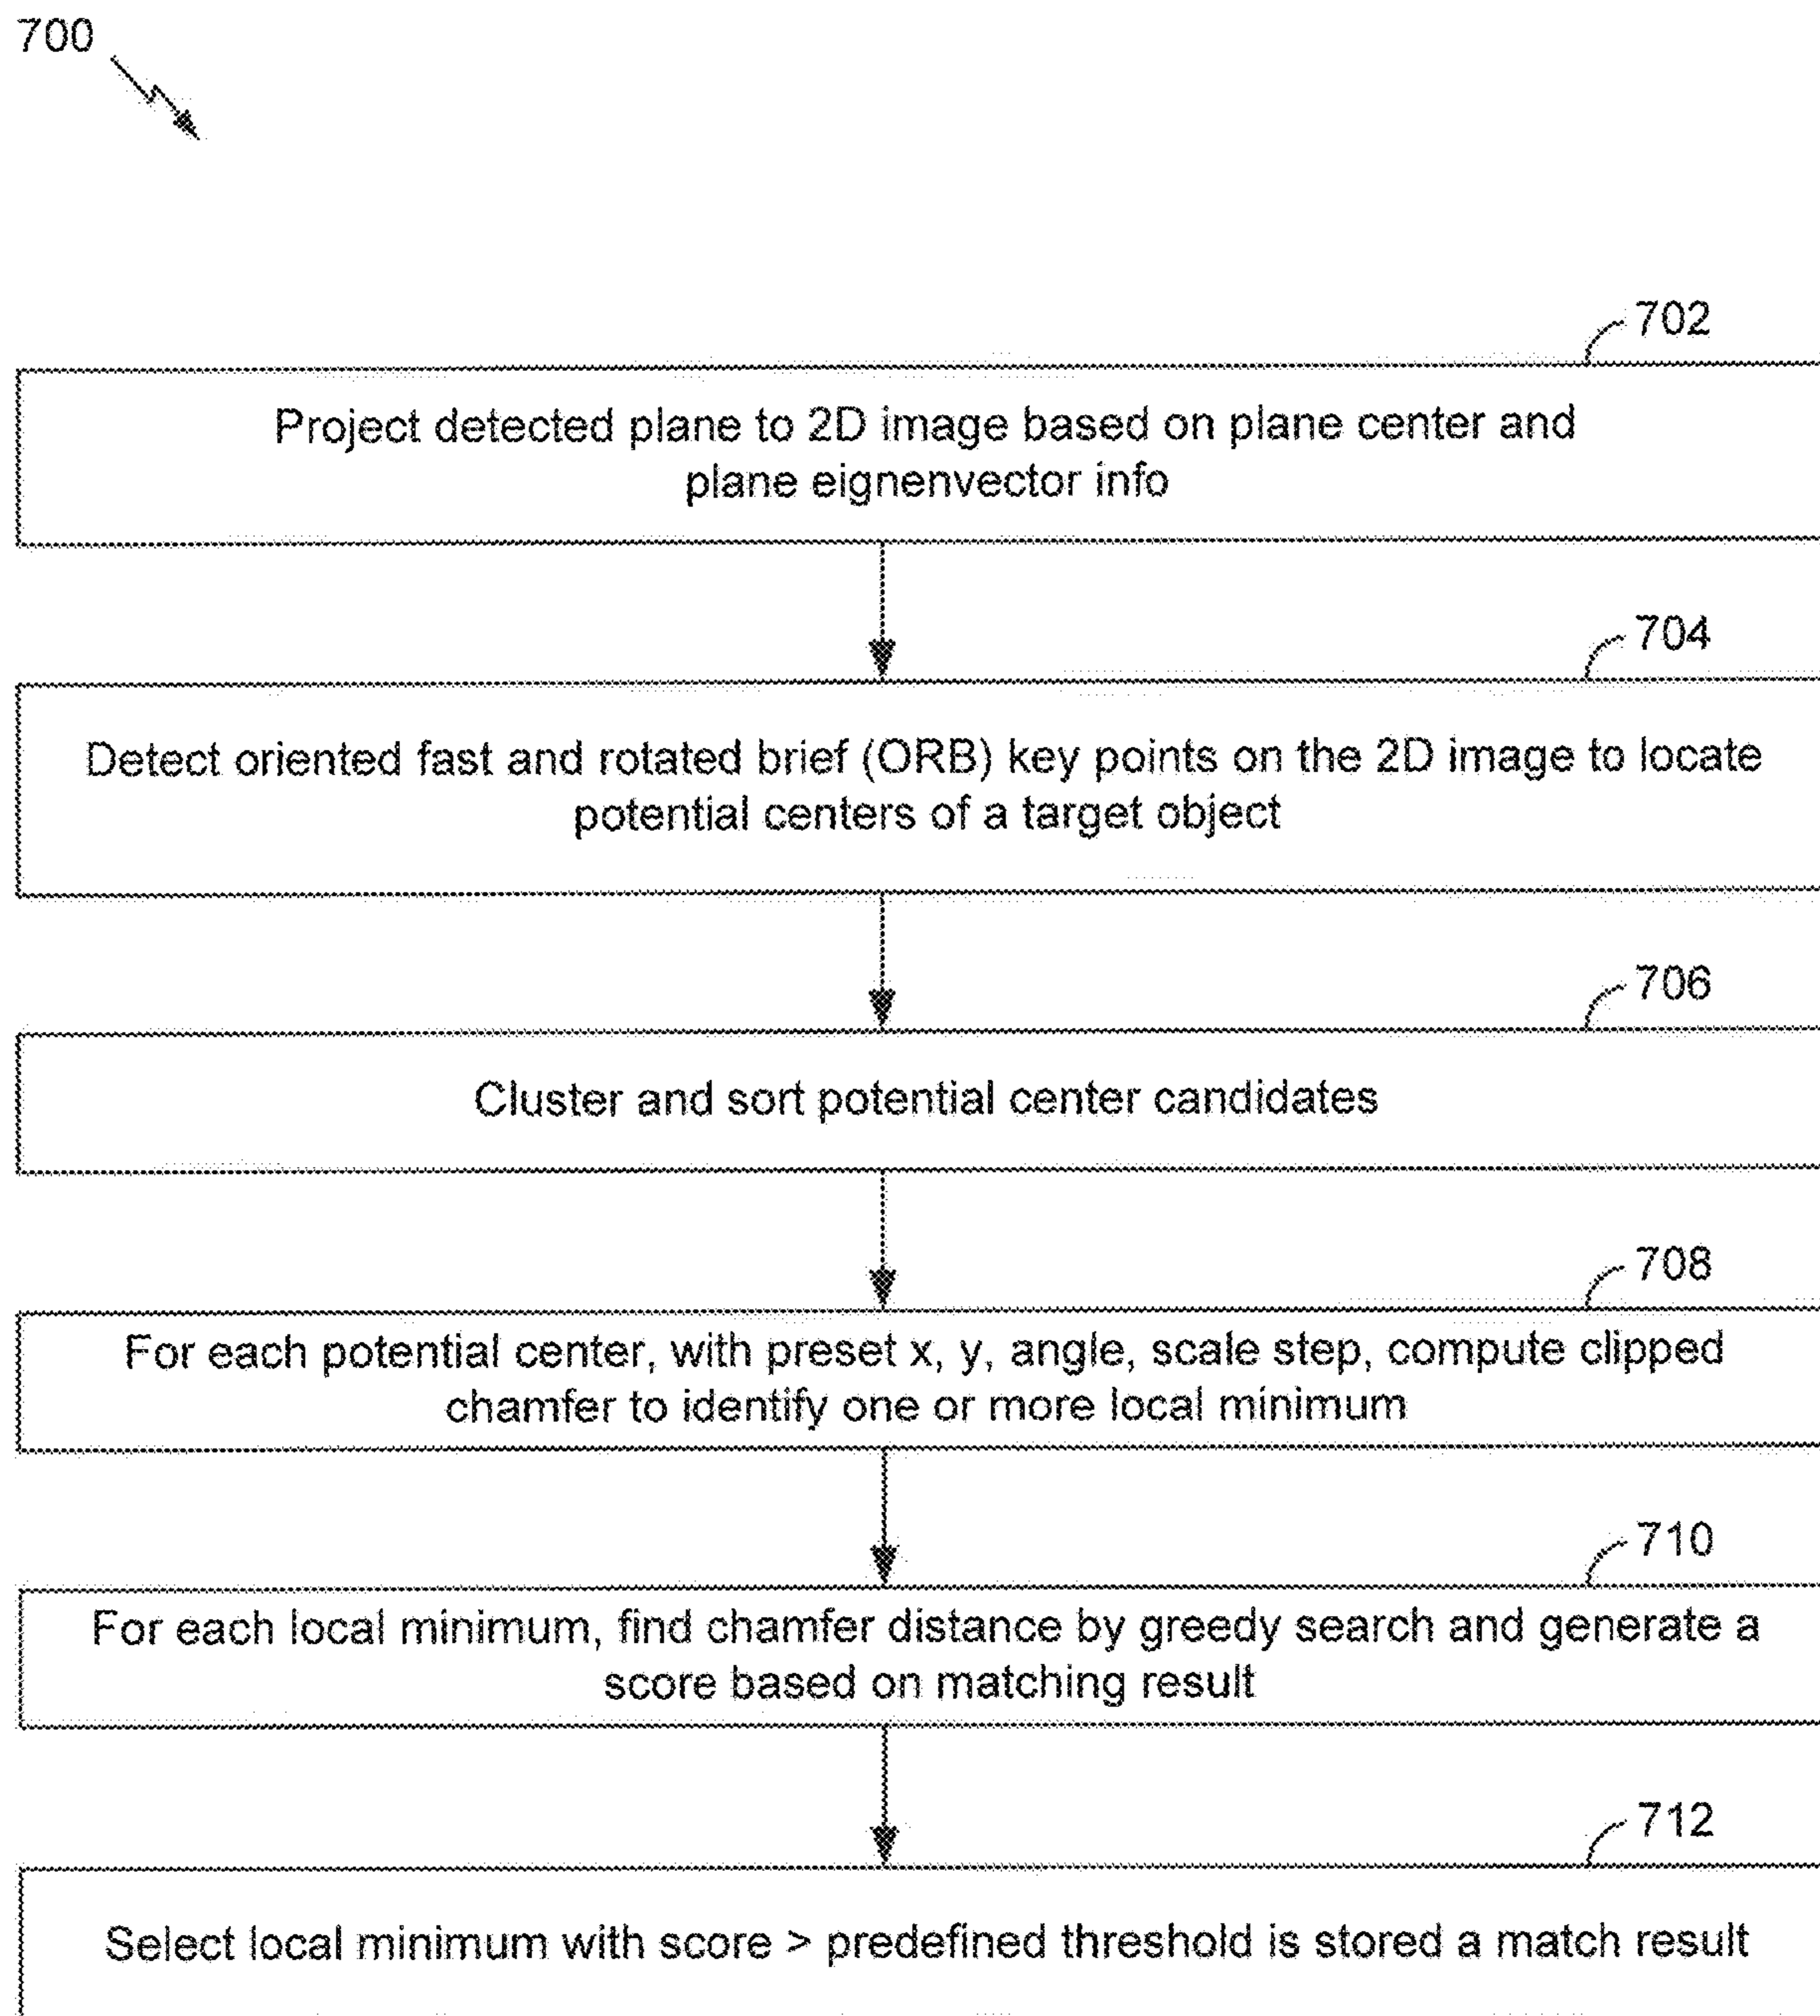 700
702
Project detected plane to 2D image based on plane center and
plane eignenvector info
704
Detect oriented fast and rotated brief (ORB) key points on the 2D image to locate
potential centers of a target object
706
Cluster and sort potential center candidates
708
For each potential center, with preset x, y, angle, scale step, compute clipped
chamfer to identify one or more local minimum
710
For each local minimum, find chamfer distance by greedy search and generate a
score based on matching result
712
Select local minimum with score > predefined threshold is stored a match result